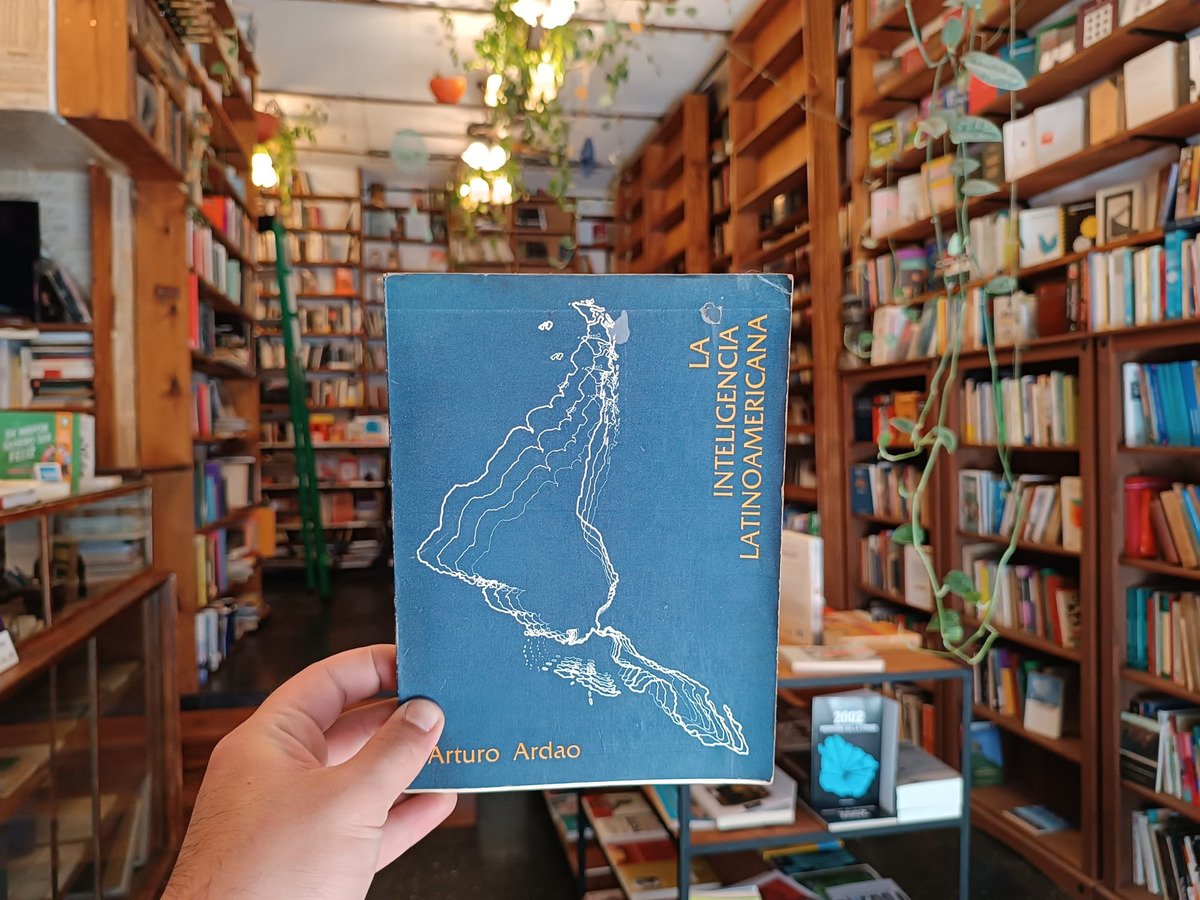 LA
INTELIGENCIA
LATINOAMERICANA
Arturo Ardao
2002